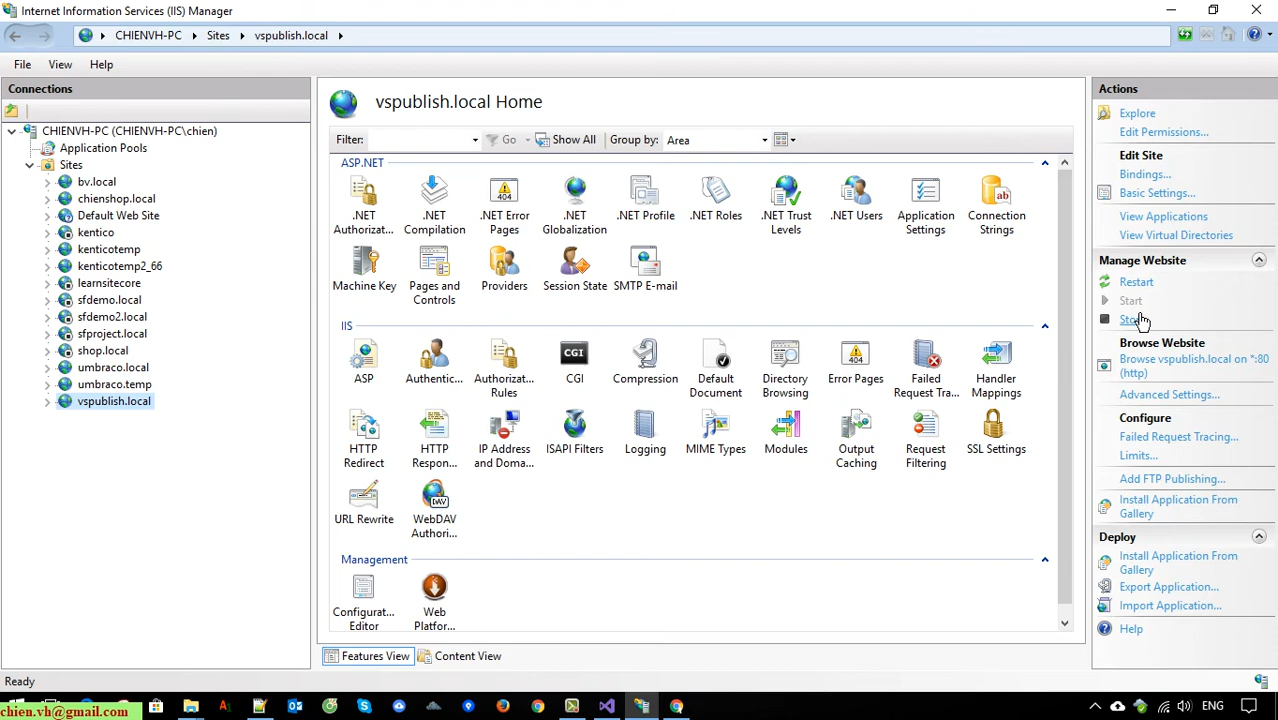 Internet Information Services (IIS) Manager
CHIENVH-PC
Sites
vspublish.local
File View Help
Connections
CHIENVH-PC (CHIENVH-PC\chien)
Application Pools
Sites
bv.local
chienshop.local
Default Web Site
kentico
kenticotemp
kenticotemp2_66
learnsitecore
sfdemo.local
sfdemo2.local
sfproject.local
shop.local
umbraco.local
umbraco.temp
vspublish.local
vspublish.local Home
Filter: Go Show All Group by: Area
ASP.NET
.NET Authorizat...
.NET Compilation
.NET Error Pages
.NET Globalization
.NET Profile
.NET Roles
.NET Trust Levels
.NET Users
Application Settings
Connection Strings
Machine Key
Pages and Controls
Providers
Session State
SMTP E-mail
IIS
ASP
Authentic...
Authorizat... Rules
CGI
Compression
Default Document
Directory Browsing
Error Pages
Failed Request Tra...
Handler Mappings
HTTP Redirect
HTTP Respon...
IP Address and Doma...
ISAPI Filters
Logging
MIME Types
Modules
Output Caching
Request Filtering
SSL Settings
URL Rewrite
WebDAV Authori...
Management
Configurat... Editor
Web Platfor...
Features View
Content View
Actions
Explore
Edit Permissions...
Edit Site
Bindings...
Basic Settings...
View Applications
View Virtual Directories
Manage Website
Restart
Start
Browse Website
Browse vspublish.local on *:80
(http)
Advanced Settings...
Configure
Failed Request Tracing...
Limits...
Add FTP Publishing...
Install Application From
Gallery
Deploy
Install Application From
Gallery
Export Application...
Import Application...
Help
Ready
chien.vh@gmail.com
ENG